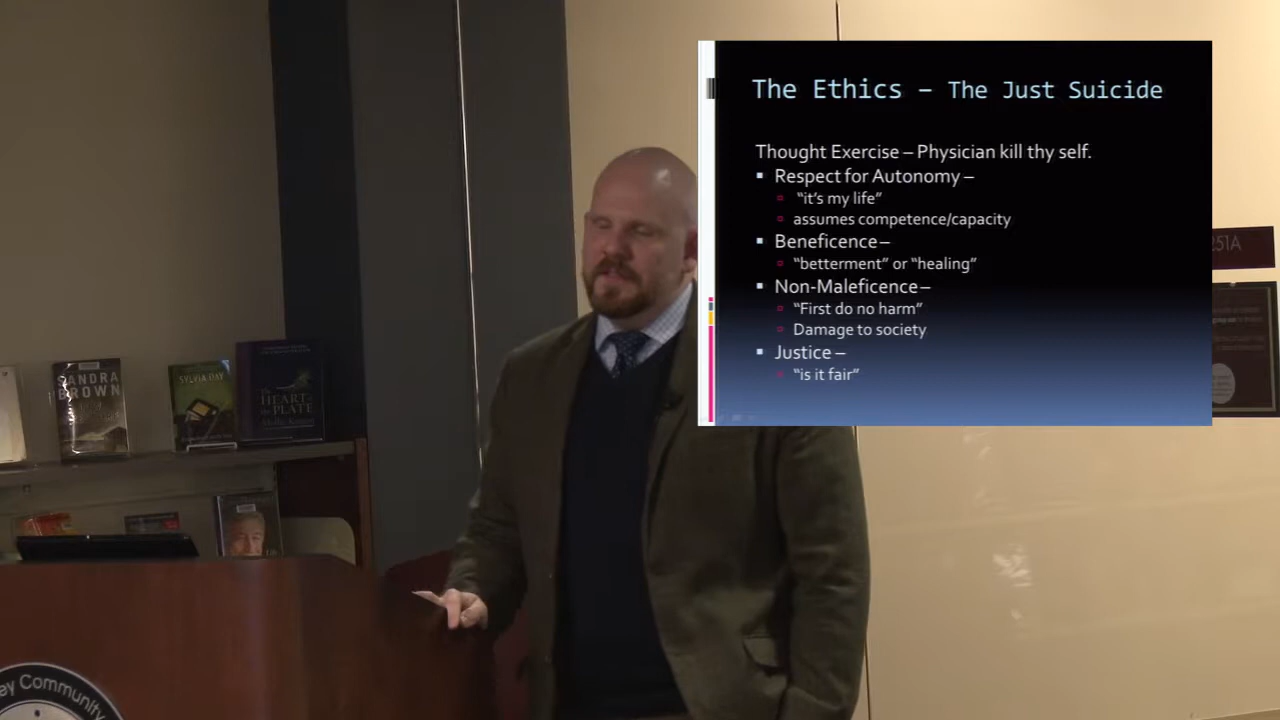 The Ethics – The Just Suicide
Thought Exercise – Physician kill thy self.
Respect for Autonomy –
“it’s my life”
assumes competence/capacity
Beneficence –
“betterment” or “healing”
Non-Maleficence –
“First do no harm”
Damage to society
Justice –
“is it fair”
251A
SANDRA
BROWN
SYLVIA DAY
HEART
PLATE
ey Community